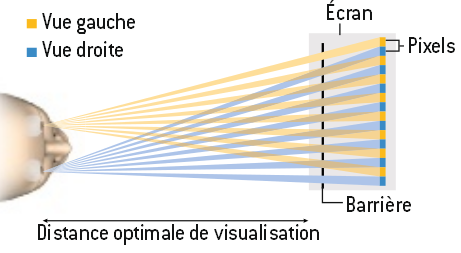 Écran
Vue gauche
Vue droite
Pixels
Barrière
Distance optimale de visualisation